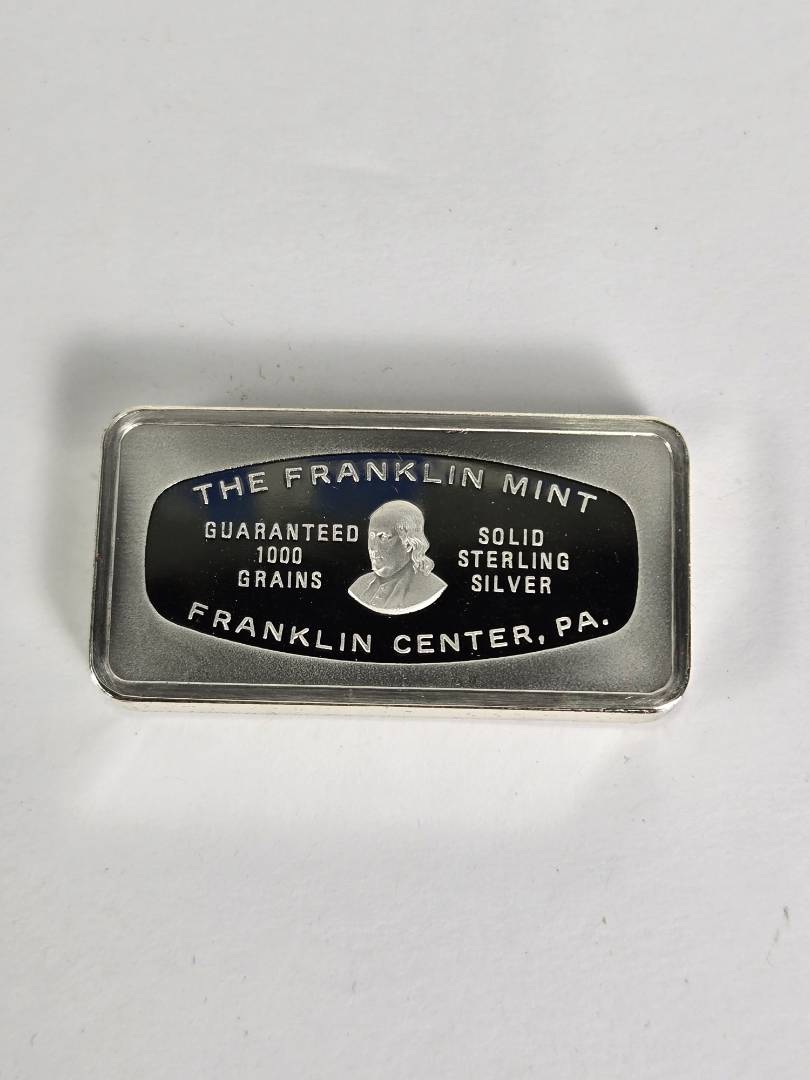 THE FRANKLIN MINT
GUARANTEED
1000
GRAINS
SOLID
STERLING
SILVER
FRANKLIN CENTER, PA.